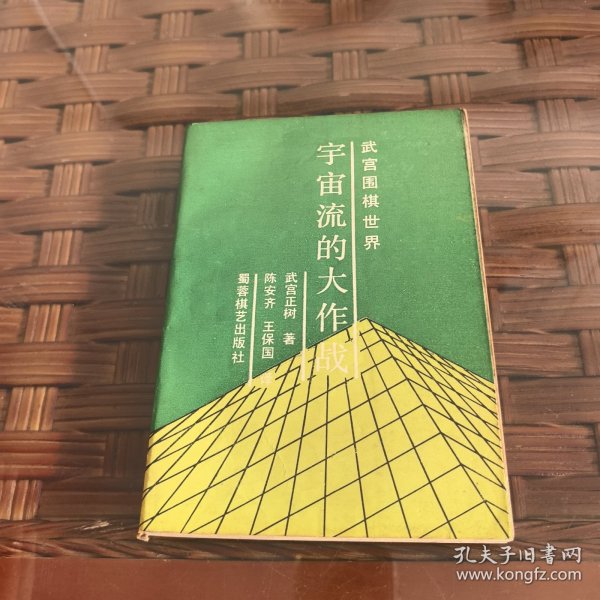 武宫围棋世界
宇宙流的大作战
武宫正树 著
陈安齐 王保国 译
蜀蓉棋艺出版社
孔夫子旧书网
www.kongfz.com